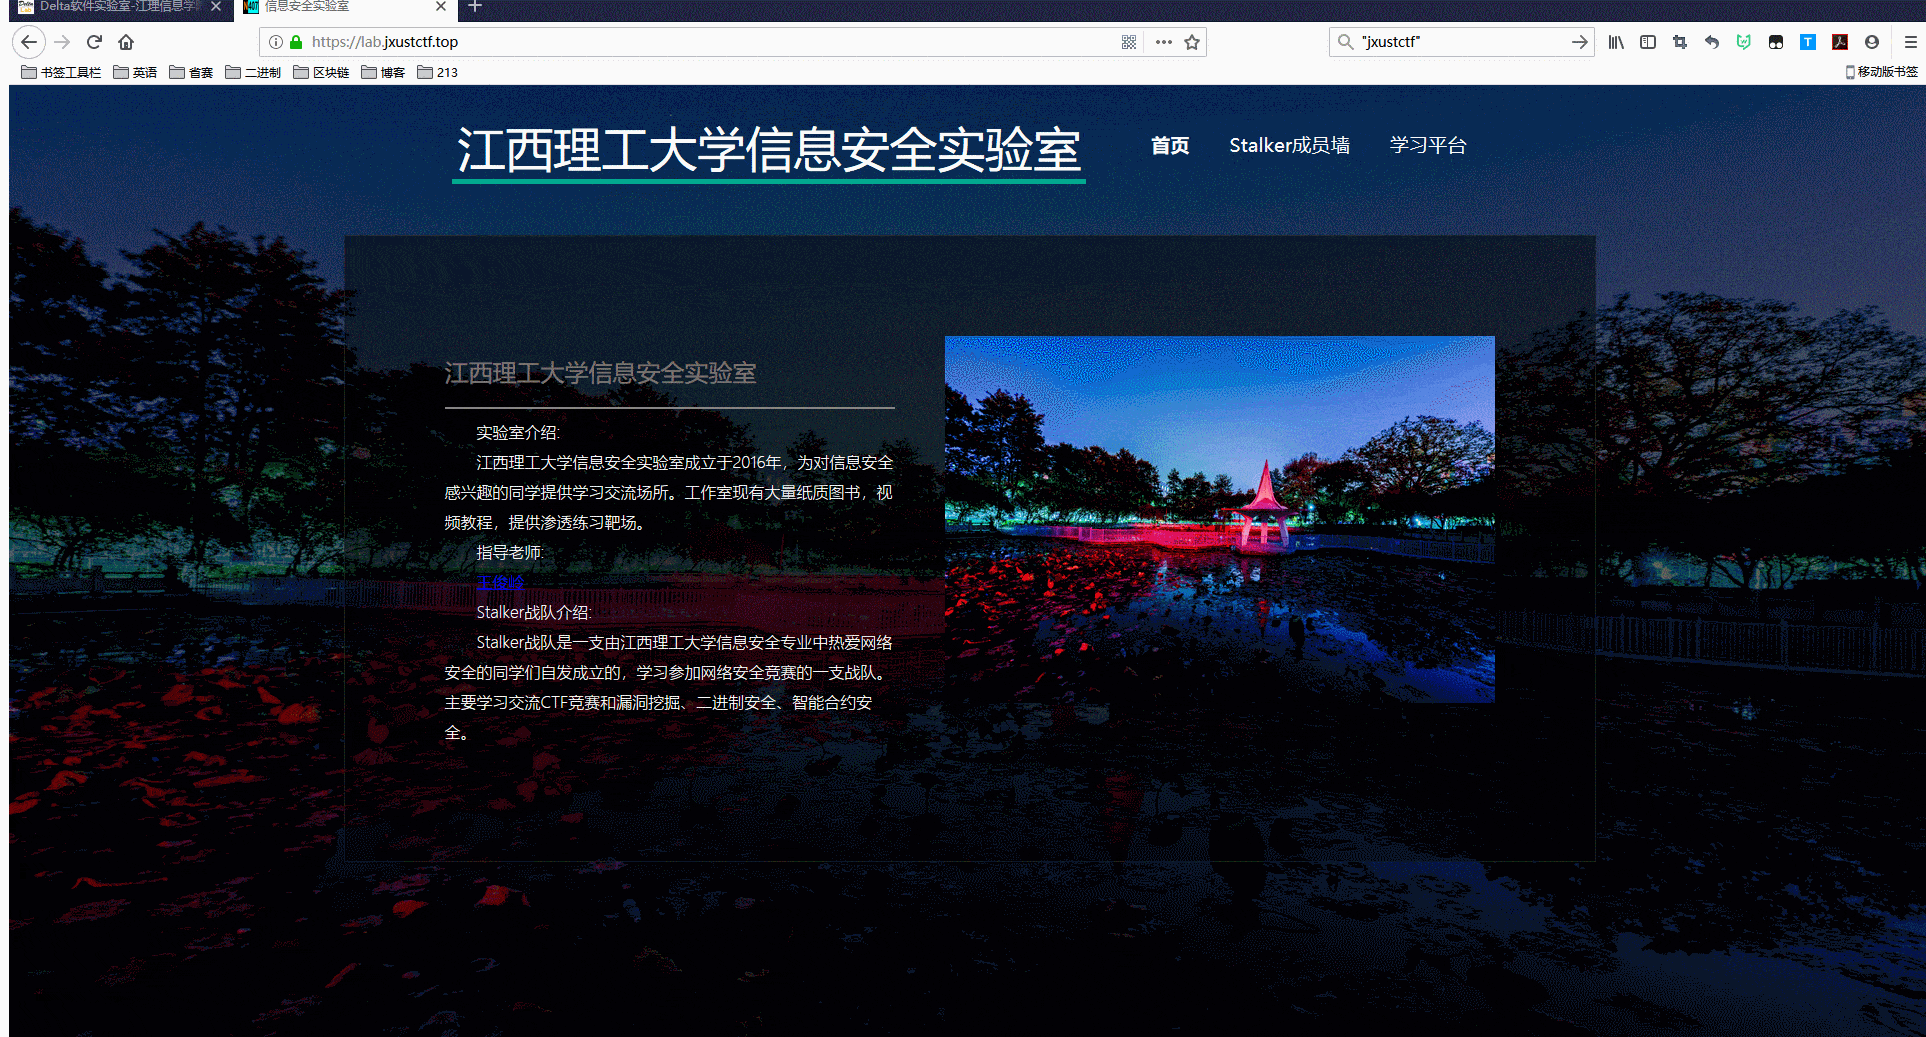 Delta软件实验室-江理信息学院
信息安全实验室
https://lab.jxustctf.top
"jxustctf"
书签工具栏 英语 省赛 二进制 区块链 博客 213
移动版书签
江西理工大学信息安全实验室
首页 Stalker成员墙 学习平台
江西理工大学信息安全实验室
实验室介绍:
江西理工大学信息安全实验室成立于2016年，为对信息安全
感兴趣的同学提供学习交流场所。工作室现有大量纸质图书，视
频教程，提供渗透练习靶场。
指导老师:
王俊岭
Stalker战队介绍:
Stalker战队是一支由江西理工大学信息安全专业中热爱网络
安全的同学们自发成立的，学习参加网络安全竞赛的一支战队。
主要学习交流CTF竞赛和漏洞挖掘、二进制安全、智能合约安
全。